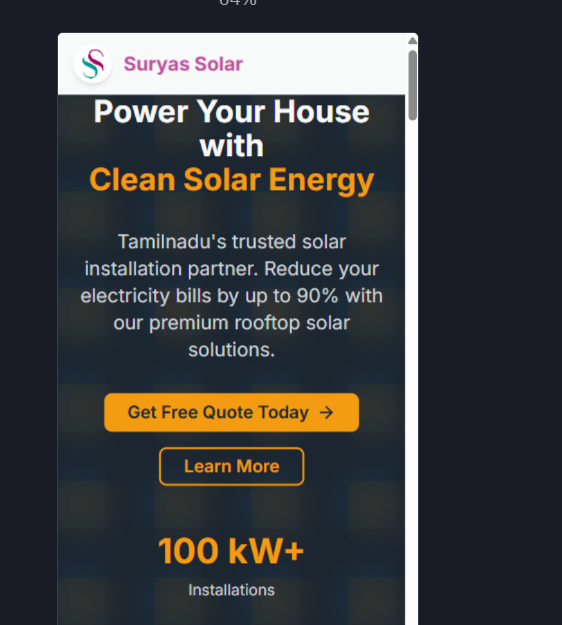 64%
Suryas Solar
Power Your House
with
Clean Solar Energy
Tamilnadu's trusted solar
installation partner. Reduce your
electricity bills by up to 90% with
our premium rooftop solar
solutions.
Get Free Quote Today →
Learn More
100 kW+
Installations